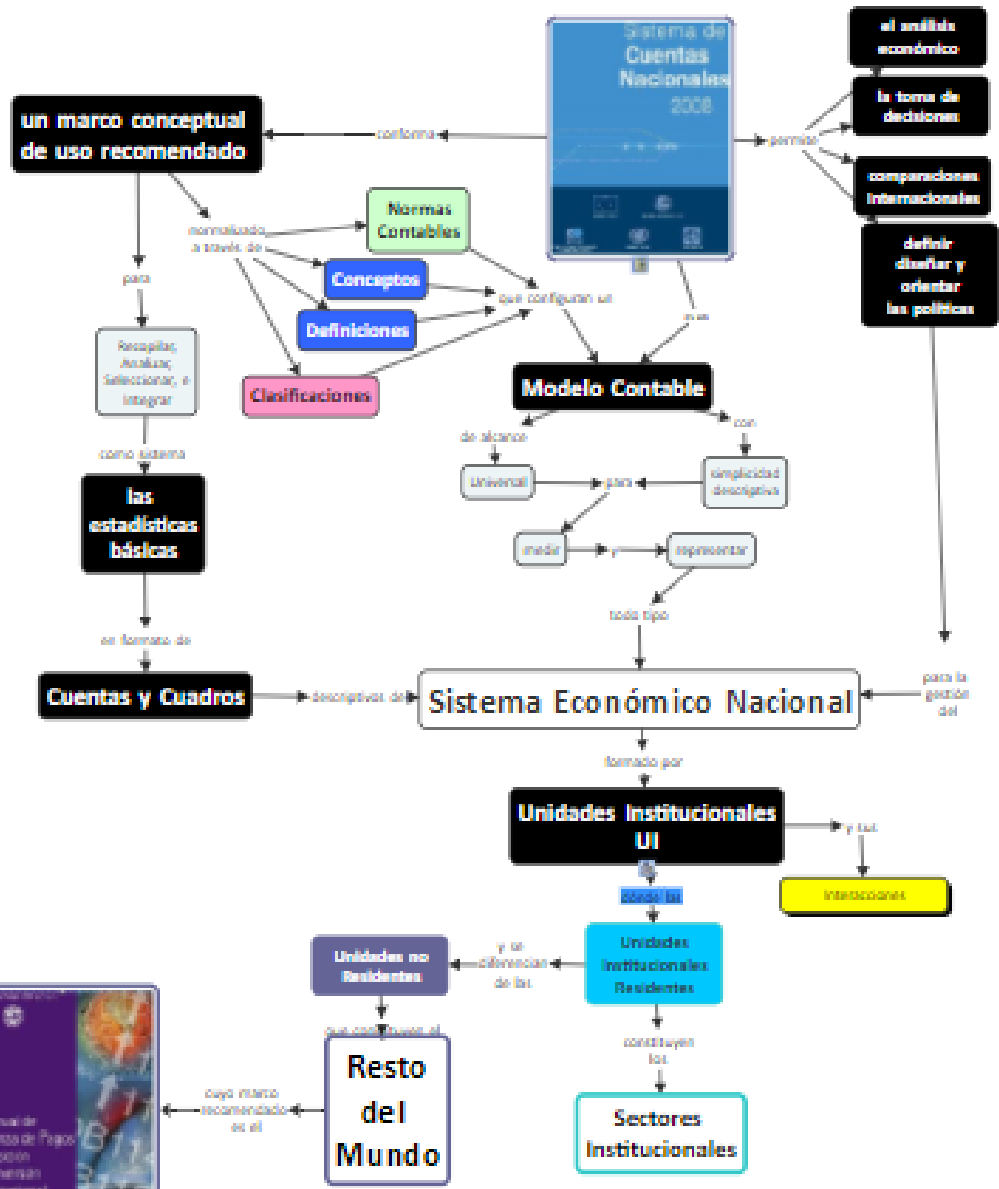 Sistema de
Cuentas
Nacionales
2008
el análisis
económico
la toma de
decisiones
comparaciones
internacionales
definir
diseñar y
orientar
las políticas
permite
conforma
un marco conceptual
de uso recomendado
normalizado
a través de
Normas
Contables
Conceptos
Definiciones
Clasificaciones
que configuran un
para
Recopilar,
Analizar,
Seleccionar, e
Integrar
como sistema
las
estadísticas
básicas
en formato de
Cuentas y Cuadros
descriptivos del
Modelo Contable
de alcance
con
Universal
para
simplicidad
descriptiva
medir
y
representar
todo tipo
Sistema Económico Nacional
para la
gestión
del
formado por
Unidades Institucionales
UI
y sus
Interacciones
dónde las
Unidades
Institucionales
Residentes
y se
diferencian
de las
Unidades no
Residentes
que constituyen el
Resto
del
Mundo
cuyo marco
recomendado
es el
constituyen
los
Sectores
Institucionales
de Pagos